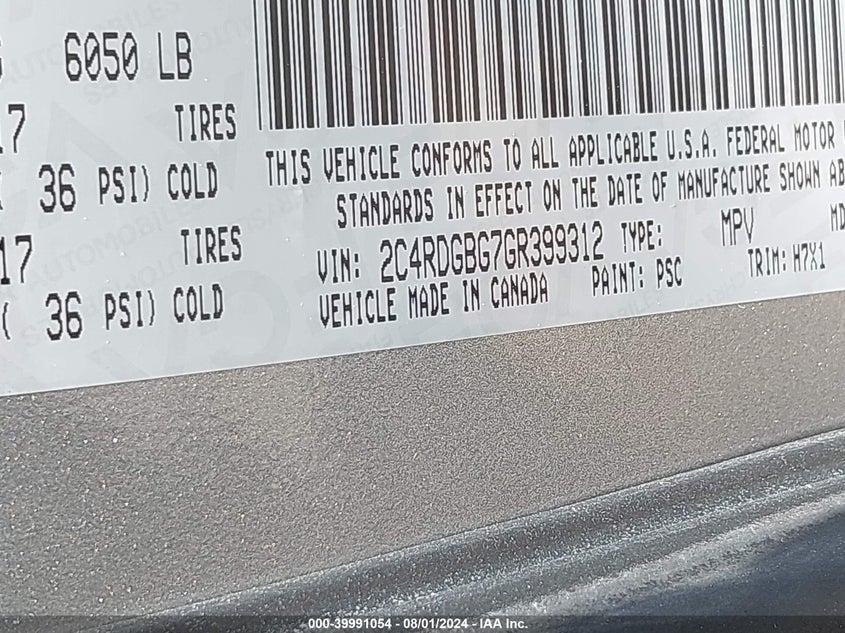 6050 LB
17 TIRES
36 PSI) COLD
17 TIRES
( 36 PSI) COLD
THIS VEHICLE CONFORMS TO ALL APPLICABLE U.S.A. FEDERAL MOTOR
STANDARDS IN EFFECT ON THE DATE OF MANUFACTURE SHOWN AB
VIN: 2C4RDGBG7GR399312 TYPE: MPV MD
VEHICLE MADE IN CANADA PAINT: PSC TRIM: H7X1
000-39991054 - 08/01/2024 - IAA Inc.